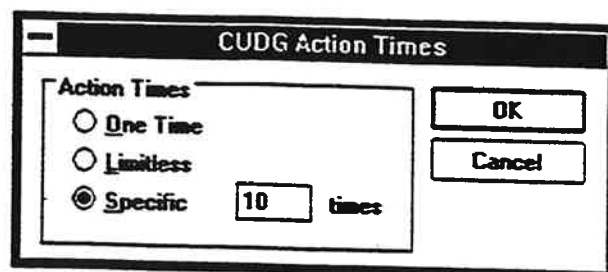 CUDG Action Times
Action Times
One Time
Limitless
Specific 10 times
OK
Cancel